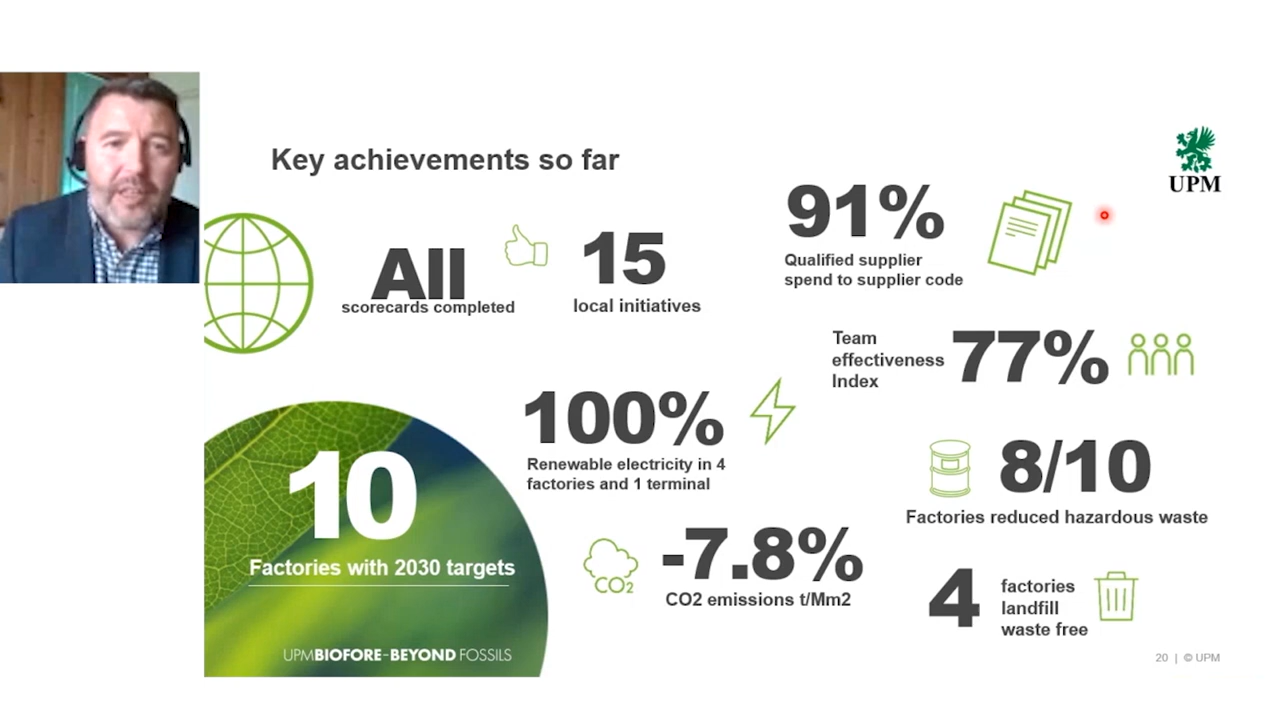 Key achievements so far
UPM
All
scorecards completed
15
local initiatives
91%
Qualified supplier
spend to supplier code
Team
effectiveness
Index
77%
100%
Renewable electricity in 4
factories and 1 terminal
8/10
Factories reduced hazardous waste
10
Factories with 2030 targets
-7.8%
CO2
CO2 emissions t/Mm2
4
factories
landfill
waste free
UPMBIOFORE-BEYOND FOSSILS
20 | © UPM